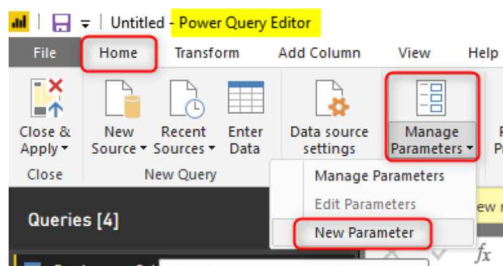 Untitled - Power Query Editor
File Home Transform Add Column View Help
Close & Apply
New Source
Recent Sources
Enter Data
Data source settings
Manage Parameters
Close
New Query
Manage Parameters
Edit Parameters
New Parameter
Queries [4]
fx